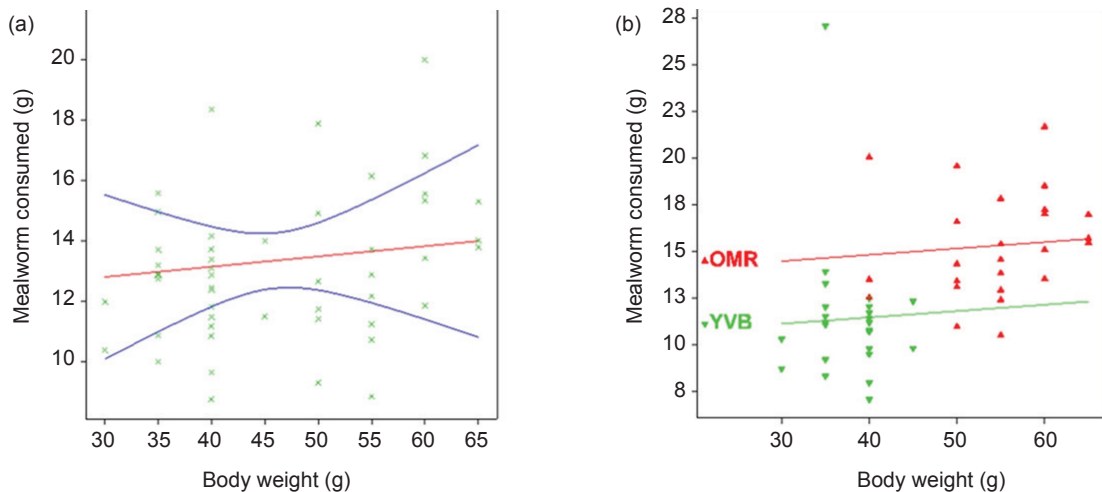 (a)
Mealworm consumed (g)
20
18
16
14
12
10
30 35 40 45 50 55 60 65
Body weight (g)
(b)
Mealworm consumed (g)
28
25
23
20
18
15
13
10
8
OMR
YVB
30 40 50 60
Body weight (g)